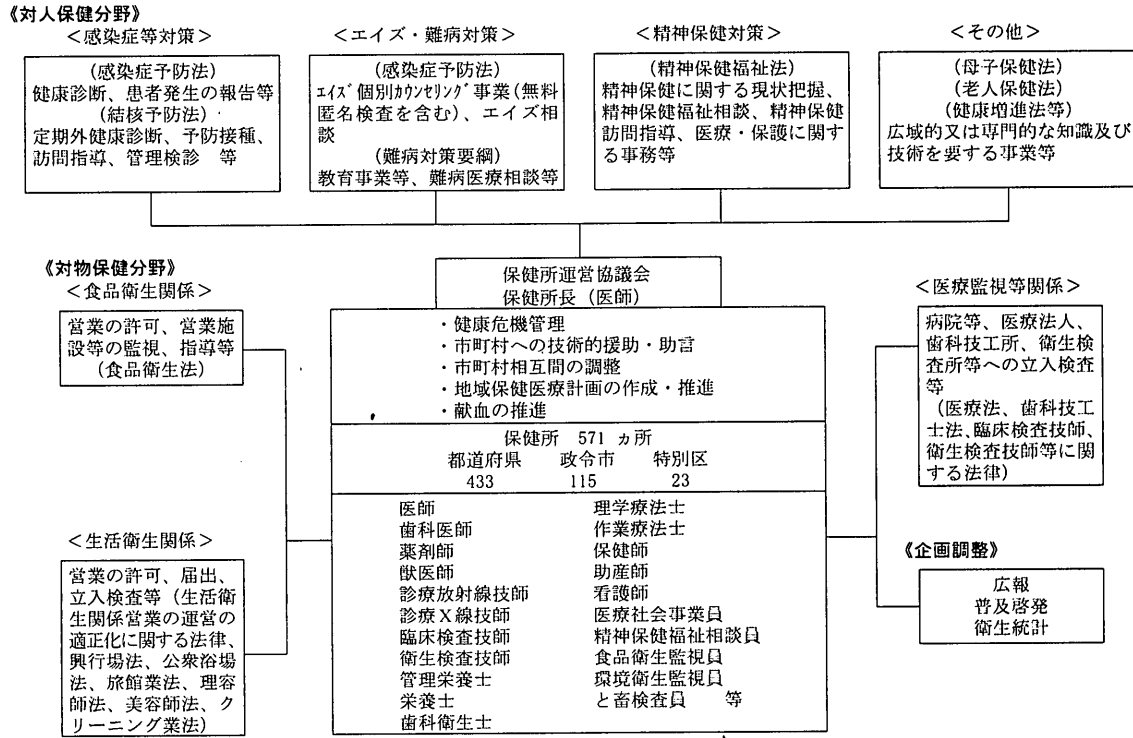 《対人保健分野》
＜感染症等対策＞
(感染症予防法)
健康診断、患者発生の報告等
(結核予防法)
定期外健康診断、予防接種、
訪問指導、管理検診　等
＜エイズ・難病対策＞
(感染症予防法)
ｴｲｽﾞ個別ｶｳﾝｾﾘﾝｸﾞ事業(無料
匿名検査を含む)、エイズ相
談
(難病対策要綱)
教育事業等、難病医療相談等
＜精神保健対策＞
(精神保健福祉法)
精神保健に関する現状把握、
精神保健福祉相談、精神保健
訪問指導、医療・保護に関す
る事務等
＜その他＞
(母子保健法)
(老人保健法)
(健康増進法等)
広域的又は専門的な知識及び
技術を要する事業等
《対物保健分野》
＜食品衛生関係＞
営業の許可、営業施
設等の監視、指導等
(食品衛生法)
＜生活衛生関係＞
営業の許可、届出、
立入検査等（生活衛
生関係営業の運営の
適正化に関する法律、
興行場法、公衆浴場
法、旅館業法、理容
師法、美容師法、ク
リーニング業法）
保健所運営協議会
保健所長（医師）
・健康危機管理
・市町村への技術的援助・助言
・市町村相互間の調整
・地域保健医療計画の作成・推進
・献血の推進
保健所　571 ヵ所
都道府県　政令市　特別区
433　115　23
医師　理学療法士
歯科医師　作業療法士
薬剤師　保健師
獣医師　助産師
診療放射線技師　看護師
診療Ｘ線技師　医療社会事業員
臨床検査技師　精神保健福祉相談員
衛生検査技師　食品衛生監視員
管理栄養士　環境衛生監視員
栄養士　と畜検査員　等
歯科衛生士
＜医療監視等関係＞
病院等、医療法人、
歯科技工所、衛生検
査所等への立入検査
等
（医療法、歯科技工
士法、臨床検査技師、
衛生検査技師等に関
する法律）
《企画調整》
広報
普及啓発
衛生統計